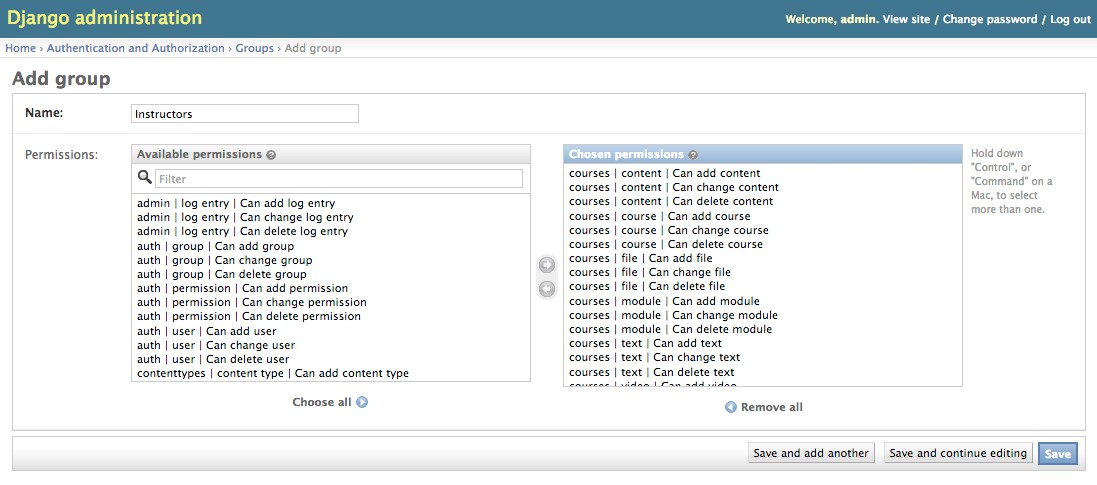 Django administration
Welcome, admin. View site / Change password / Log out
Home › Authentication and Authorization › Groups › Add group
Add group
Name:
Instructors
Permissions:
Available permissions ?
Filter
admin | log entry | Can add log entry
admin | log entry | Can change log entry
admin | log entry | Can delete log entry
auth | group | Can add group
auth | group | Can change group
auth | group | Can delete group
auth | permission | Can add permission
auth | permission | Can change permission
auth | permission | Can delete permission
auth | user | Can add user
auth | user | Can change user
auth | user | Can delete user
contenttypes | content type | Can add content type
Choose all
Chosen permissions ?
courses | content | Can add content
courses | content | Can change content
courses | content | Can delete content
courses | course | Can add course
courses | course | Can change course
courses | course | Can delete course
courses | file | Can add file
courses | file | Can change file
courses | file | Can delete file
courses | module | Can add module
courses | module | Can change module
courses | module | Can delete module
courses | text | Can add text
courses | text | Can change text
courses | text | Can delete text
courses | video | Can add video
Remove all
Hold down
"Control", or
"Command" on a
Mac, to select
more than one.
Save and add another
Save and continue editing
Save